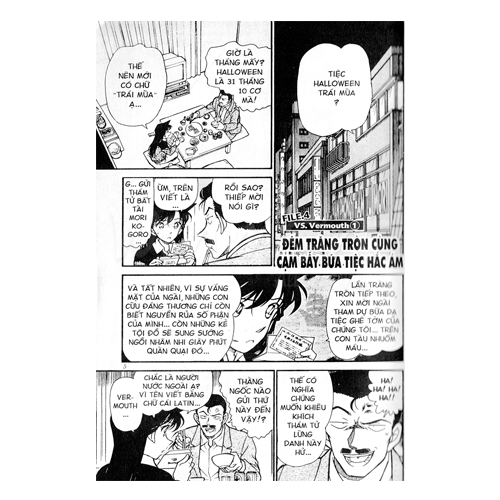 TIỆC
HALLOWEEN
TRÁI MÙA
?
FILE.4
VS. Vermouth ①
ĐÊM TRĂNG TRÒN CÙNG
CẠM BẪY BỮA TIỆC HẮC ÁM
GIỜ LÀ
THÁNG MẤY?
HALLOWEEN
LÀ 31 THÁNG
10 CƠ
MÀ!
THẾ
NÊN MỚI
CÓ CHỮ
"TRÁI MÙA"
Ạ...
RỒI SAO?
THIẾP MỜI
NÓI GÌ?
ỪM, TRÊN
VIẾT LÀ
...
G... GỬI
THÁM
TỬ BẤT
TÀI
MORI
KO-
GORO...
LẦN TRĂNG
TRÒN TIẾP THEO,
XIN MỜI NGÀI
THAM DỰ BỮA DẠ
TIỆC GHÊ TỞM CỦA
CHÚNG TÔI... TRÊN
CON TÀU NHUỐM
MÁU...
VÀ TẤT NHIÊN, VÌ SỰ VẮNG
MẶT CỦA NGÀI, NHỮNG CON
CỪU ĐÁNG THƯƠNG CHỈ CÒN
BIẾT NGUYỀN RỦA SỐ PHẬN
CỦA MÌNH... CÒN NHỮNG KẺ
TỘI ĐỒ SẼ SUNG SƯỚNG
NGỒI NHÂM NHI GIÂY PHÚT
QUÁN QUẠI ĐÓ...
5
HA!
HA! HA!
HA!!
THẾ CÓ
NGHĨA
CHÚNG
MUỐN KHIÊU
KHÍCH
THÁM TỬ
LỪNG
DANH NÀY
HỬ...
THẰNG
NGỐC NÀO
GỬI THƯ
NÀY ĐẾN
VẬY!?
CHẮC LÀ NGƯỜI
NƯỚC NGOÀI Ạ?
VÌ TÊN VIẾT BẰNG
CHỮ CÁI LATIN...
VER-
MOUTH
...